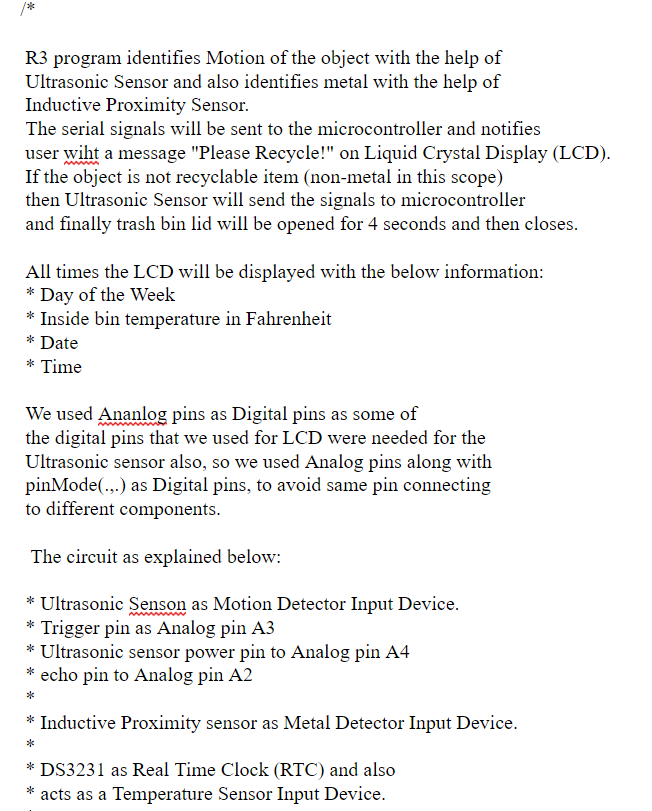 /*
R3 program identifies Motion of the object with the help of
Ultrasonic Sensor and also identifies metal with the help of
Inductive Proximity Sensor.
The serial signals will be sent to the microcontroller and notifies
user wiht a message "Please Recycle!" on Liquid Crystal Display (LCD).
If the object is not recyclable item (non-metal in this scope)
then Ultrasonic Sensor will send the signals to microcontroller
and finally trash bin lid will be opened for 4 seconds and then closes.
All times the LCD will be displayed with the below information:
* Day of the Week
* Inside bin temperature in Fahrenheit
* Date
* Time
We used Ananlog pins as Digital pins as some of
the digital pins that we used for LCD were needed for the
Ultrasonic sensor also, so we used Analog pins along with
pinMode(.,.) as Digital pins, to avoid same pin connecting
to different components.
The circuit as explained below:
* Ultrasonic Senson as Motion Detector Input Device.
* Trigger pin as Analog pin A3
* Ultrasonic sensor power pin to Analog pin A4
* echo pin to Analog pin A2
*
* Inductive Proximity sensor as Metal Detector Input Device.
*
* DS3231 as Real Time Clock (RTC) and also
* acts as a Temperature Sensor Input Device.